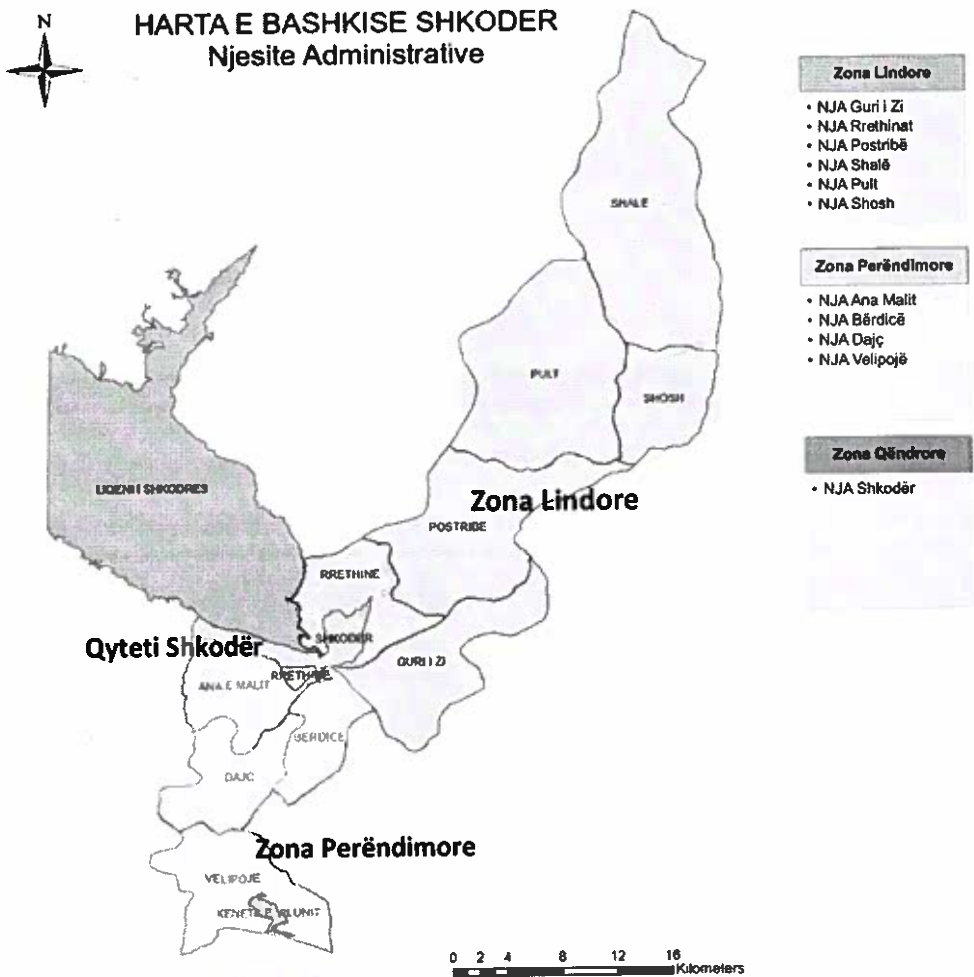 N
HARTA E BASHKISE SHKODER
Njesite Administrative
Zona Lindore
• NJA Guri i Zi
• NJA Rrethinat
• NJA Postribë
• NJA Shalë
• NJA Pult
• NJA Shosh
Zona Perëndimore
• NJA Ana Malit
• NJA Bërdicë
• NJA Dajç
• NJA Velipojë
Zona Qëndrore
• NJA Shkodër
SHALE
PULT
SHOSH
LIQENI I SHKODRES
Zona Lindore
POSTRIBE
RRETHINE
SHKODER
Qyteti Shkodër
GURI I ZI
RRETHINE
ANA E MALIT
BERDICE
DAJC
Zona Perëndimore
VELIPOJE
KENETE E VILUNIT
0 2 4 8 12 16
Kilometers